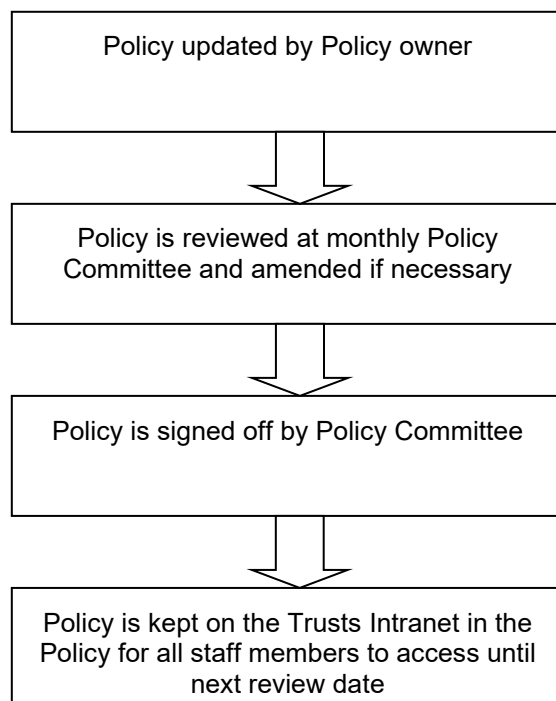 Policy updated by Policy owner
Policy is reviewed at monthly Policy
Committee and amended if necessary
Policy is signed off by Policy Committee
Policy is kept on the Trusts Intranet in the
Policy for all staff members to access until
next review date